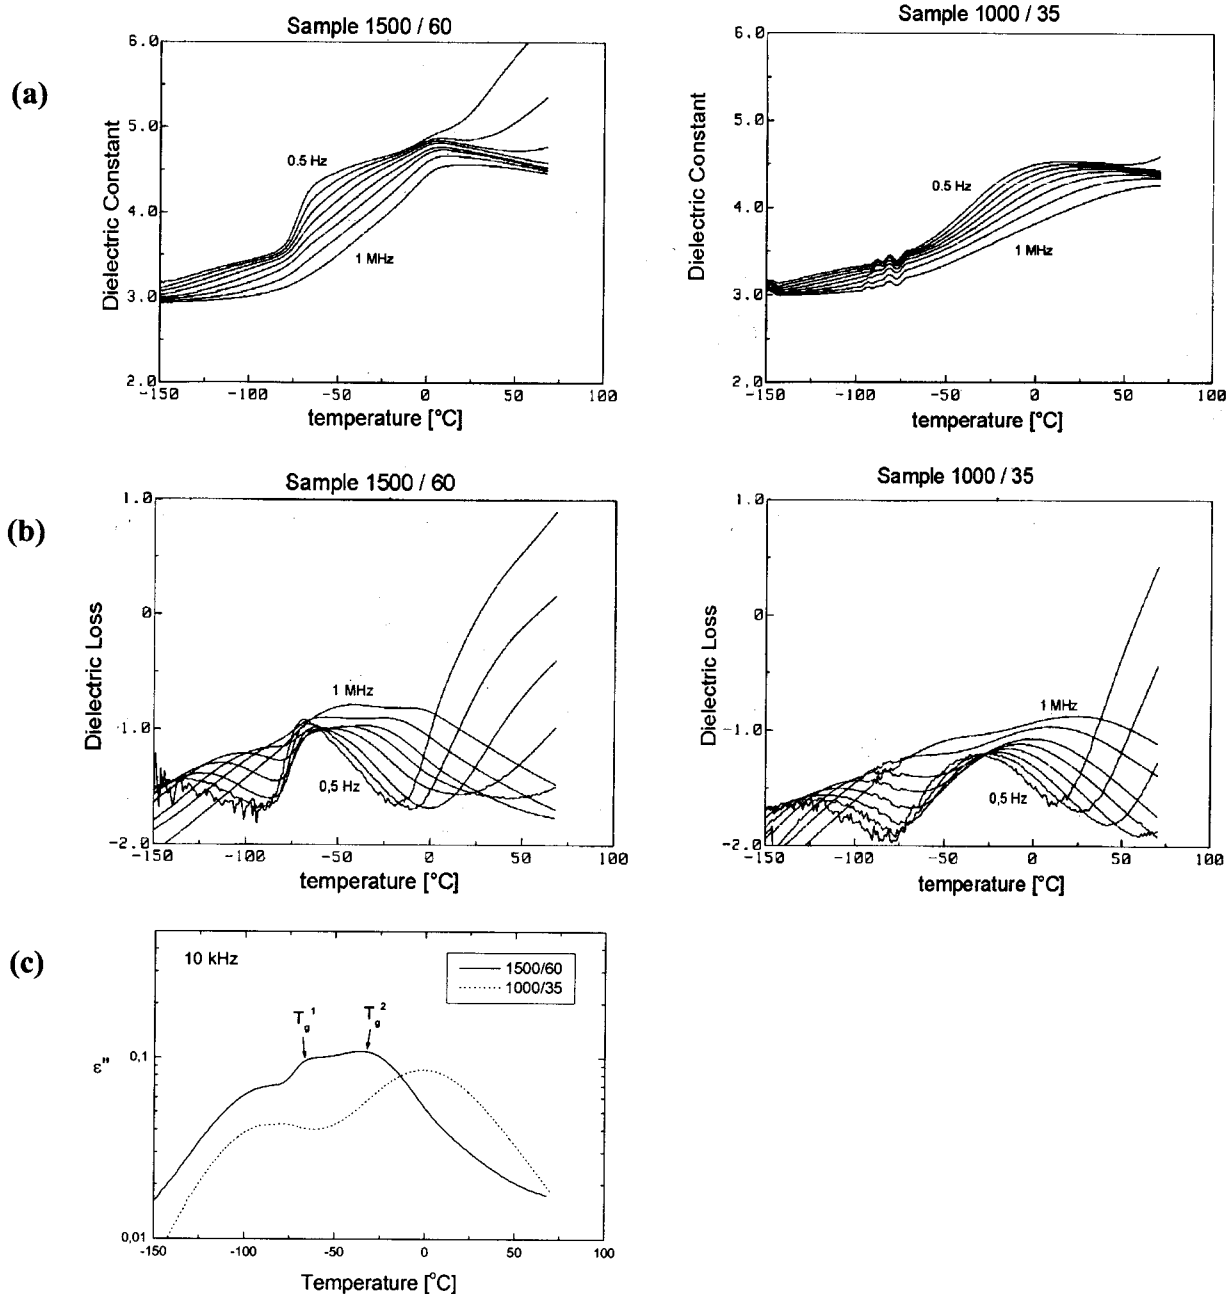 (a)
Sample 1500 / 60
Dielectric Constant
6.0
5.0
4.0
3.0
2.0
0.5 Hz
1 MHz
-150 -100 -50 0 50 100
temperature [°C]
Sample 1000 / 35
Dielectric Constant
6.0
5.0
4.0
3.0
2.0
0.5 Hz
1 MHz
-150 -100 -50 0 50 100
temperature [°C]
(b)
Sample 1500 / 60
Dielectric Loss
1.0
0
-1.0
-2.0
1 MHz
0,5 Hz
-150 -100 -50 0 50 100
temperature [°C]
Sample 1000 / 35
Dielectric Loss
1.0
0
-1.0
-2.0
1 MHz
0,5 Hz
-150 -100 -50 0 50 100
temperature [°C]
(c)
10 kHz
1500/60
1000/35
Tg1
Tg2
ε"
0,1
0,01
-150 -100 -50 0 50 100
Temperature [°C]